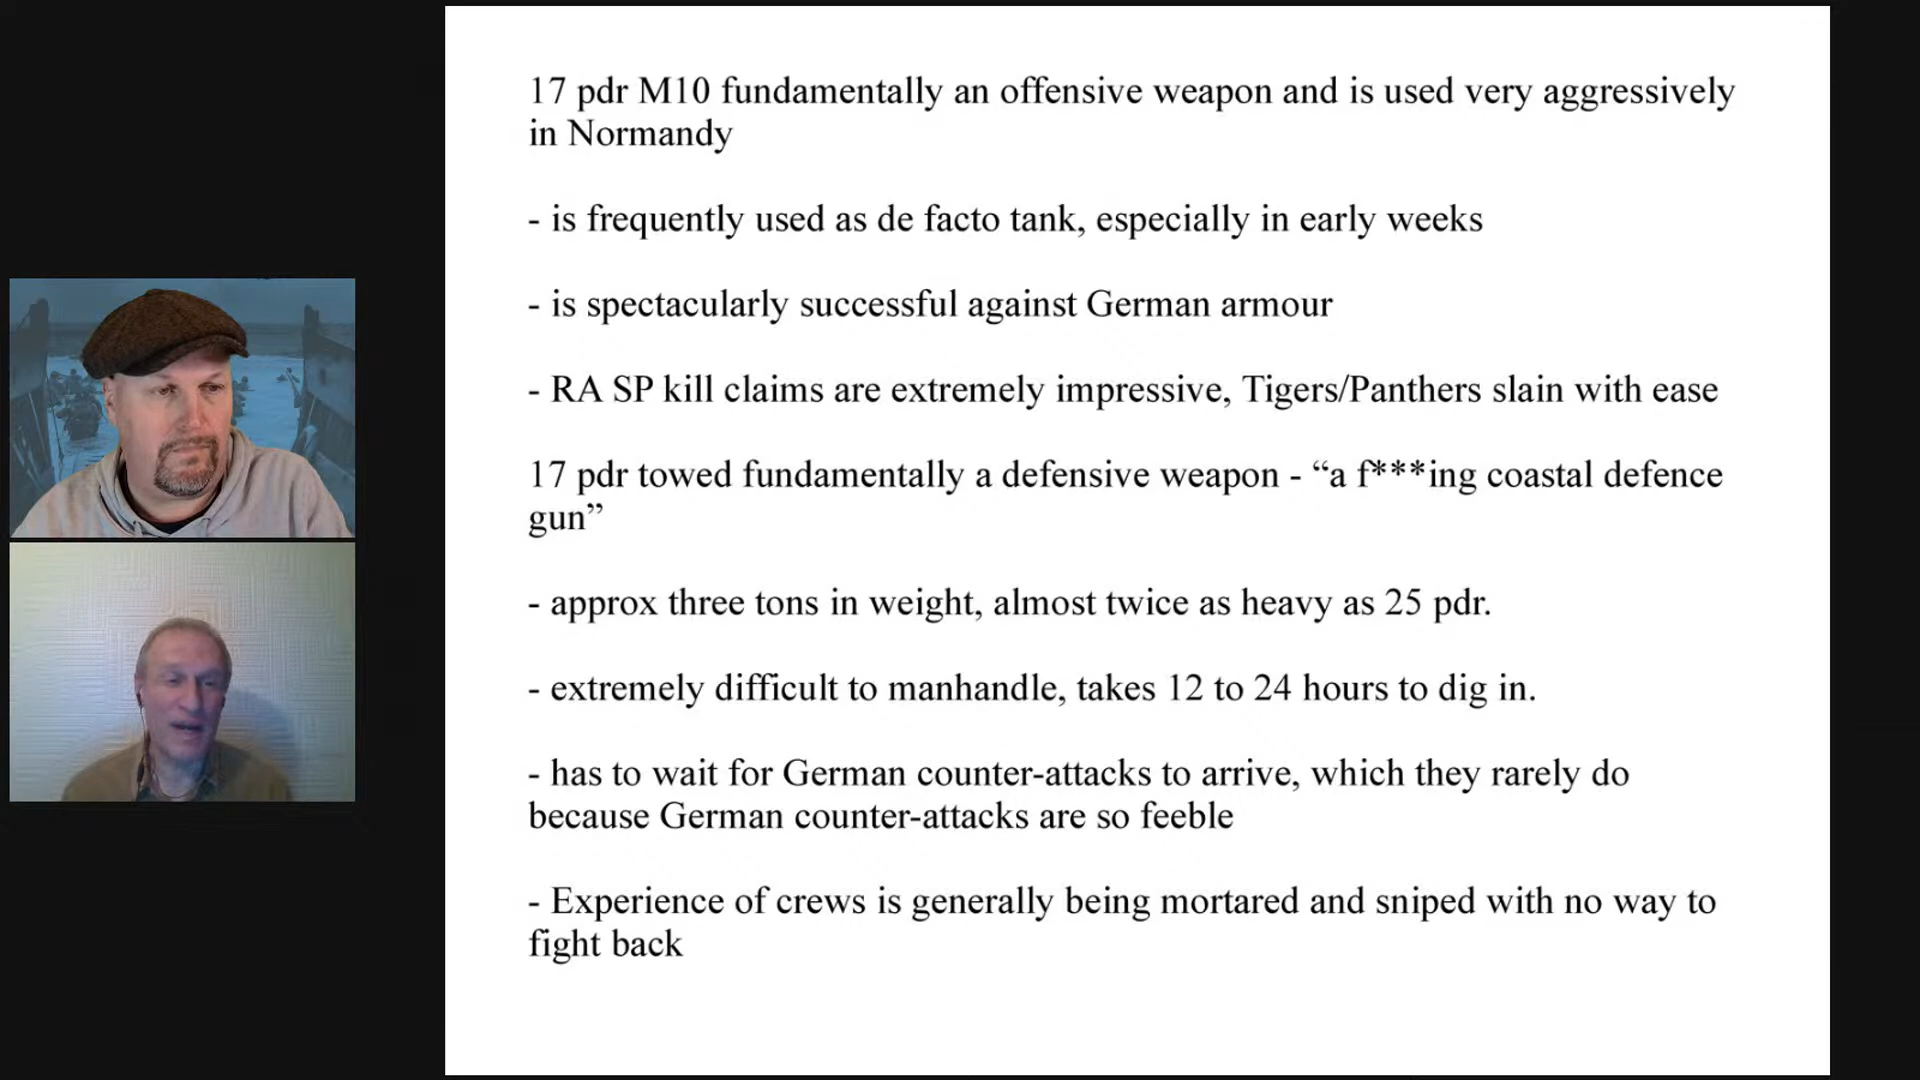 17 pdr M10 fundamentally an offensive weapon and is used very aggressively
in Normandy
- is frequently used as de facto tank, especially in early weeks
- is spectacularly successful against German armour
- RA SP kill claims are extremely impressive, Tigers/Panthers slain with ease
17 pdr towed fundamentally a defensive weapon - “a f***ing coastal defence
gun”
- approx three tons in weight, almost twice as heavy as 25 pdr.
- extremely difficult to manhandle, takes 12 to 24 hours to dig in.
- has to wait for German counter-attacks to arrive, which they rarely do
because German counter-attacks are so feeble
- Experience of crews is generally being mortared and sniped with no way to
fight back